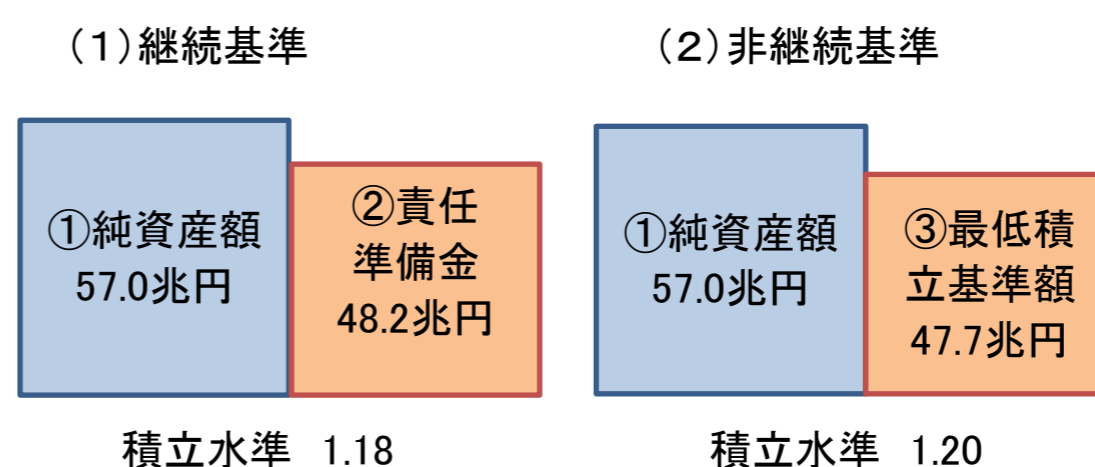 （１）継続基準
①純資産額
57.0兆円
②責任
準備金
48.2兆円
積立水準 1.18
（２）非継続基準
①純資産額
57.0兆円
③最低積
立基準額
47.7兆円
積立水準 1.20